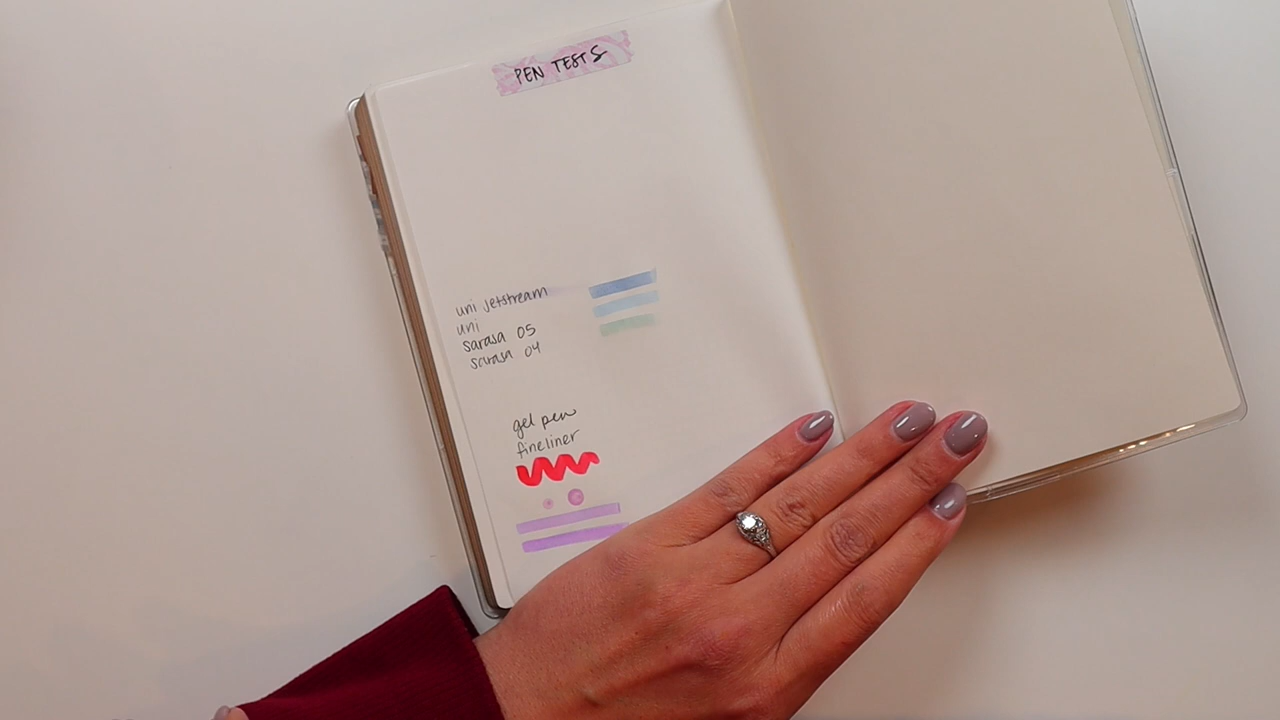 PEN TESTS
uni Jetstream
uni
sarasa 05
sarasa 04
gel pen
fineliner